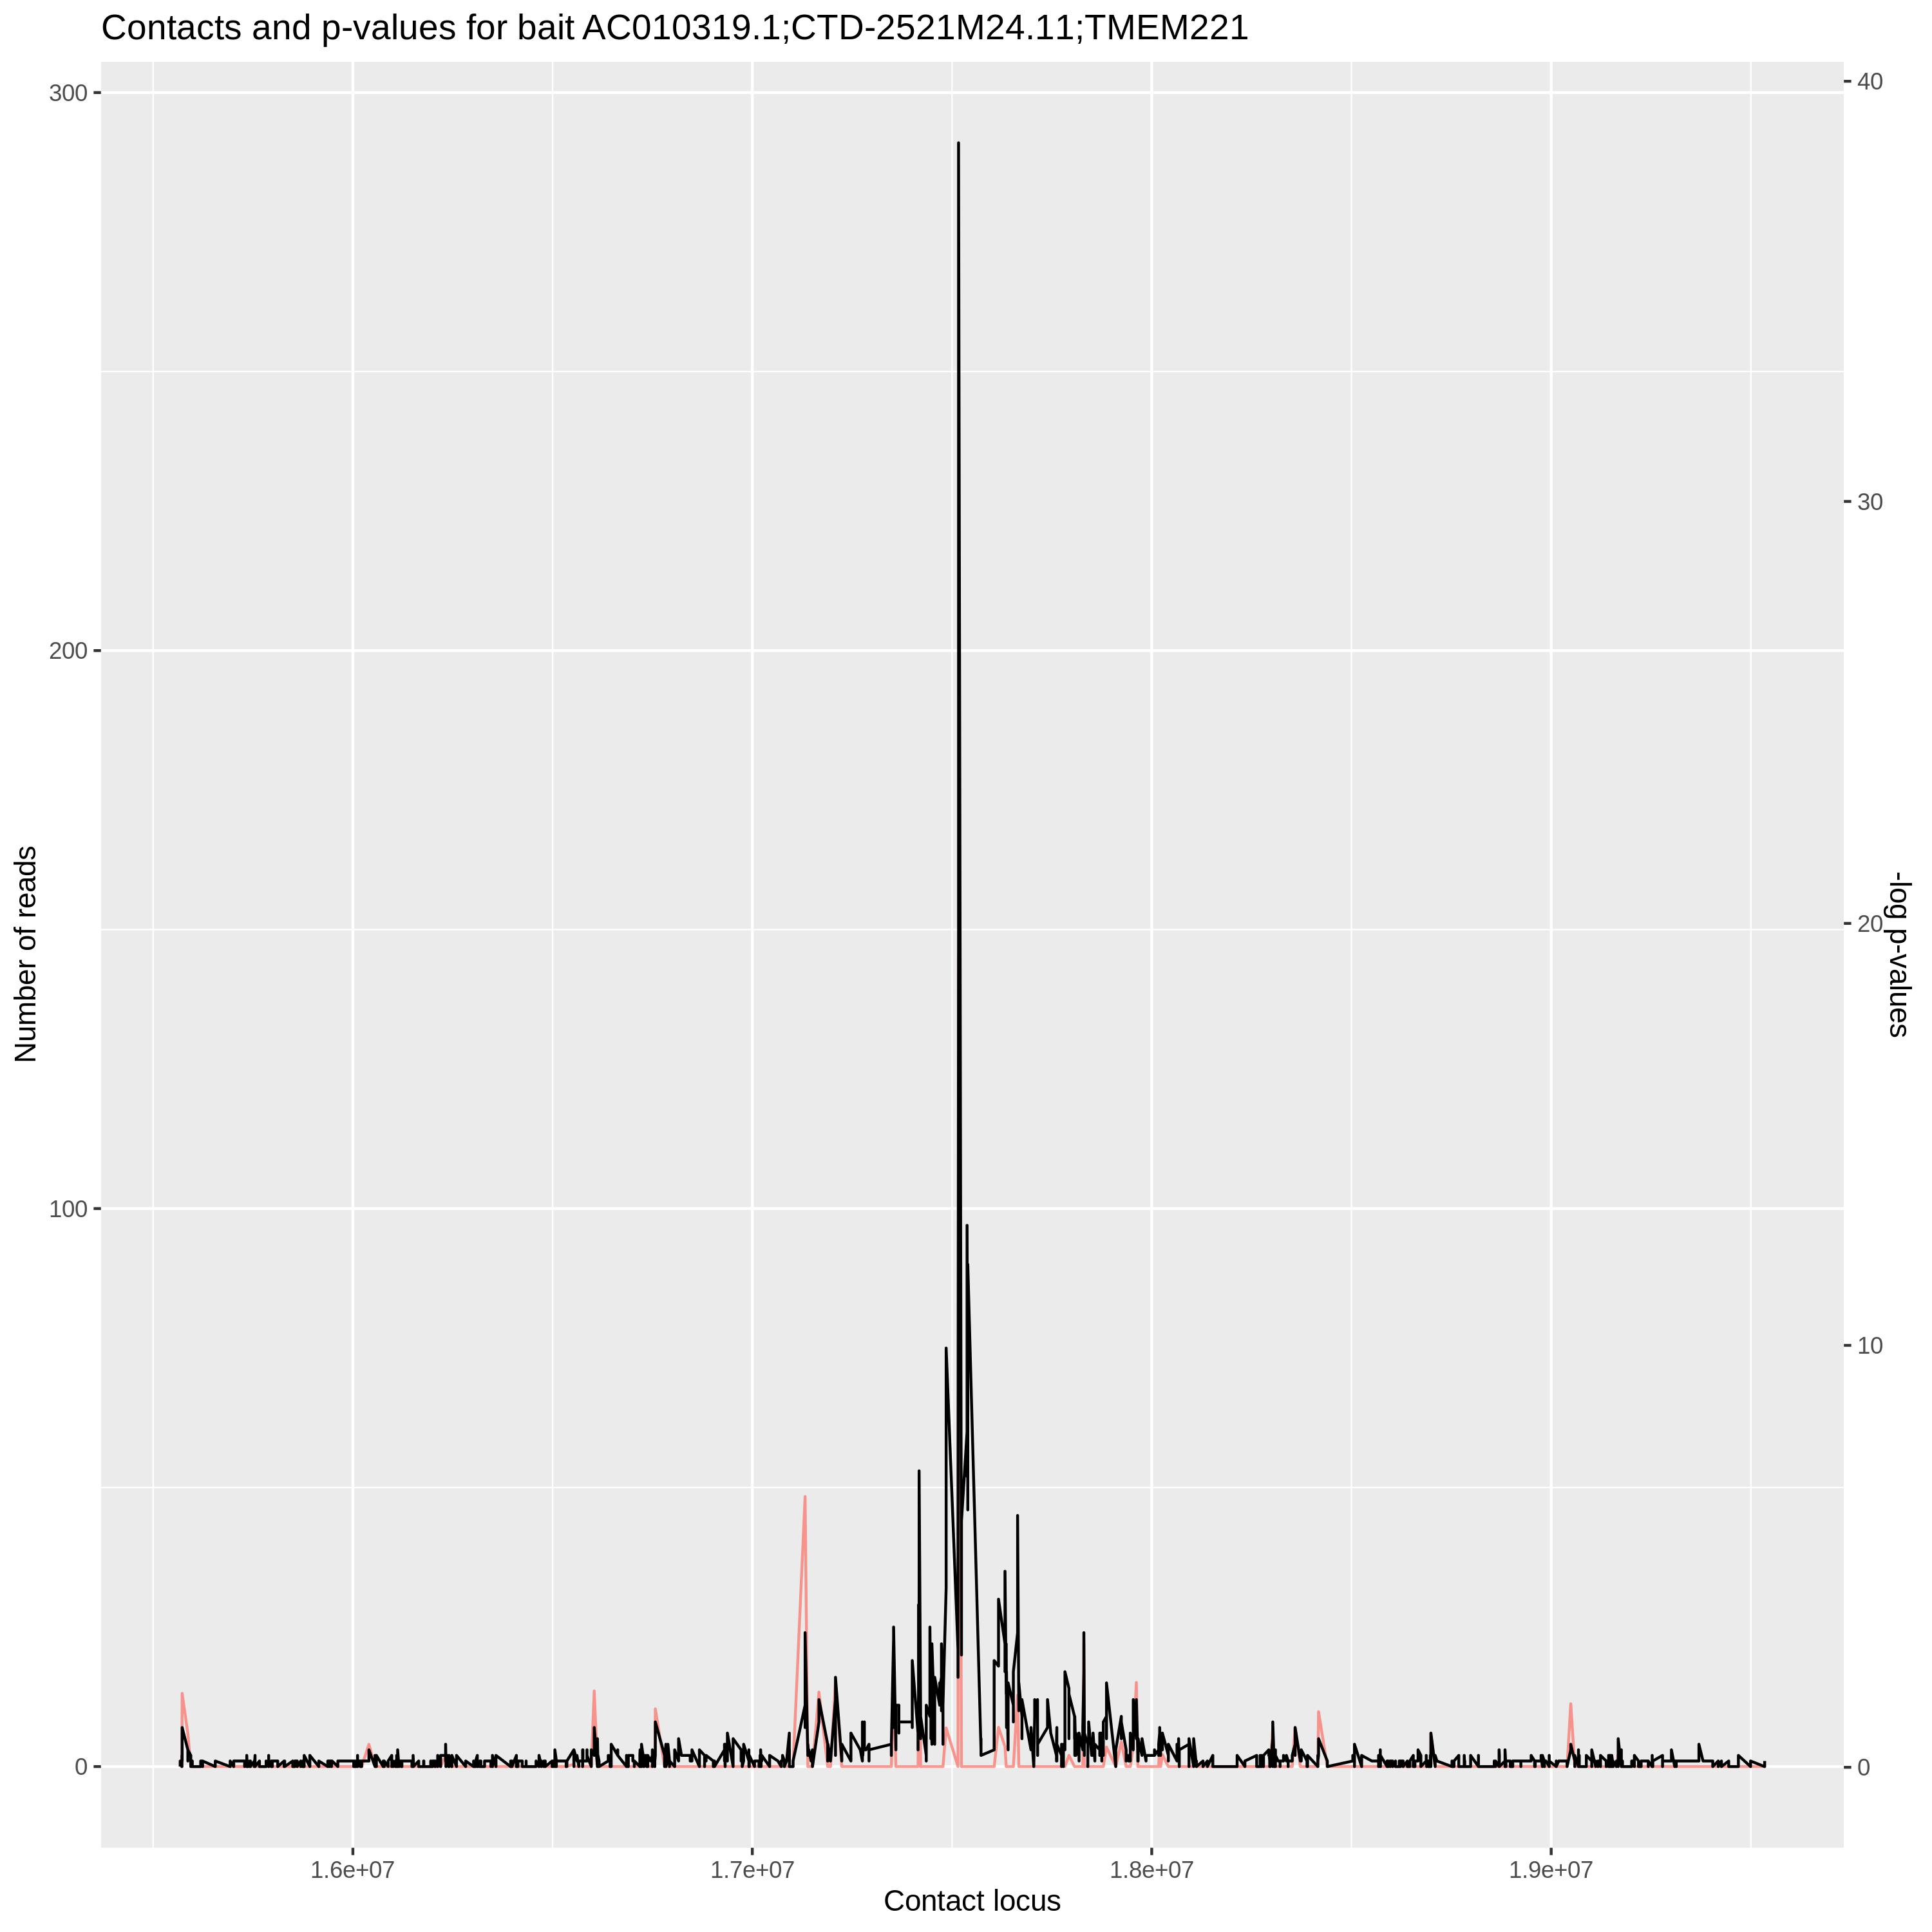 Contacts and p-values for bait AC010319.1;CTD-2521M24.11;TMEM221
300
200
100
0
Number of reads
40
30
20
10
0
-log p-values
1.6e+07
1.7e+07
1.8e+07
1.9e+07
Contact locus